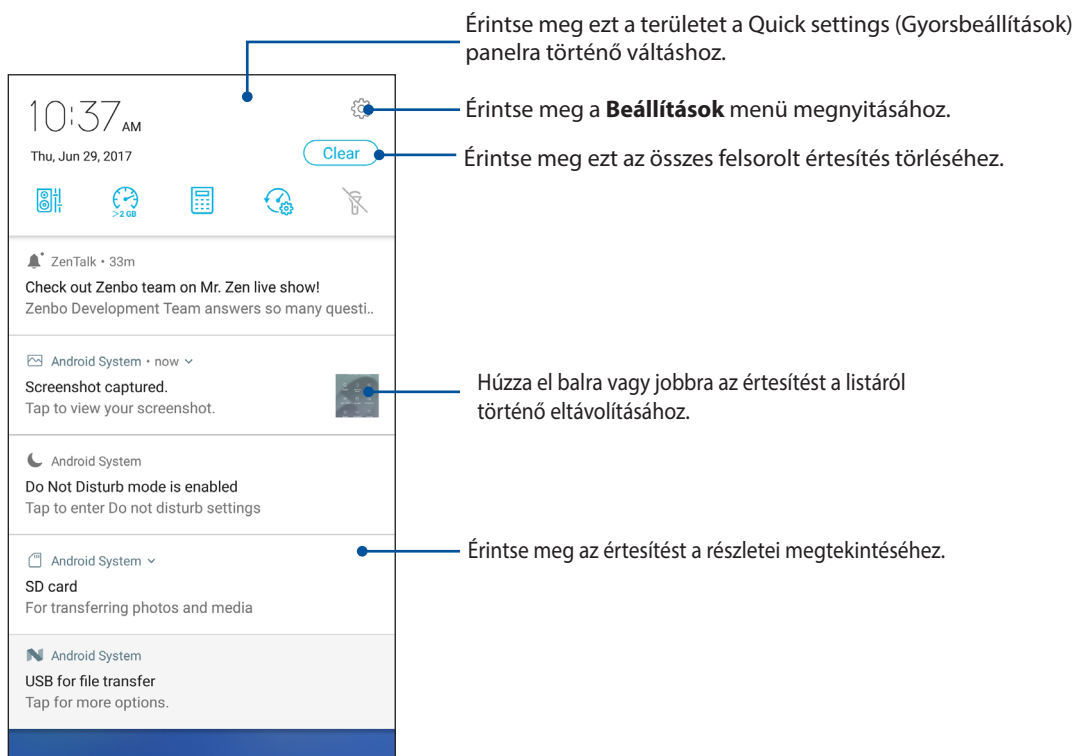 Érintse meg ezt a területet a Quick settings (Gyorsbeállítások)
panelra történő váltáshoz.
10:37 AM
Érintse meg a Beállítások menü megnyitásához.
Thu, Jun 29, 2017
Clear
Érintse meg ezt az összes felsorolt értesítés törléséhez.
>2 GB
ZenTalk • 33m
Check out Zenbo team on Mr. Zen live show!
Zenbo Development Team answers so many questi..
Android System • now
Screenshot captured.
Tap to view your screenshot.
Húzza el balra vagy jobbra az értesítést a listáról
történő eltávolításához.
Android System
Do Not Disturb mode is enabled
Tap to enter Do not disturb settings
Android System
Érintse meg az értesítést a részletei megtekintéséhez.
SD card
For transferring photos and media
Android System
USB for file transfer
Tap for more options.